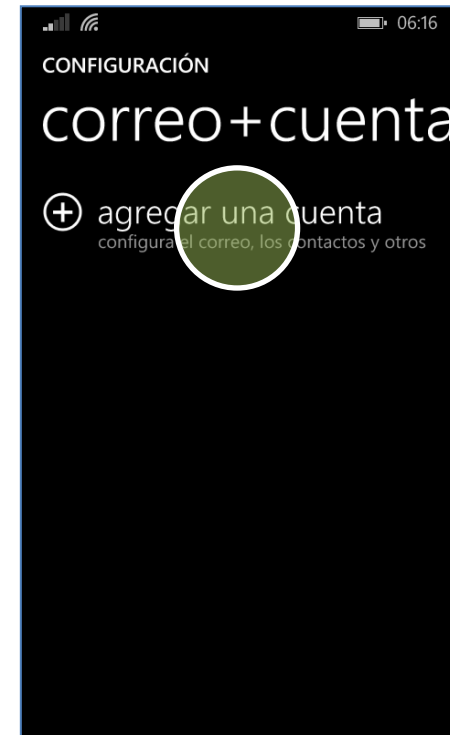 06:16
CONFIGURACIÓN
correo+cuenta
agregar una cuenta
configura el correo, los contactos y otros